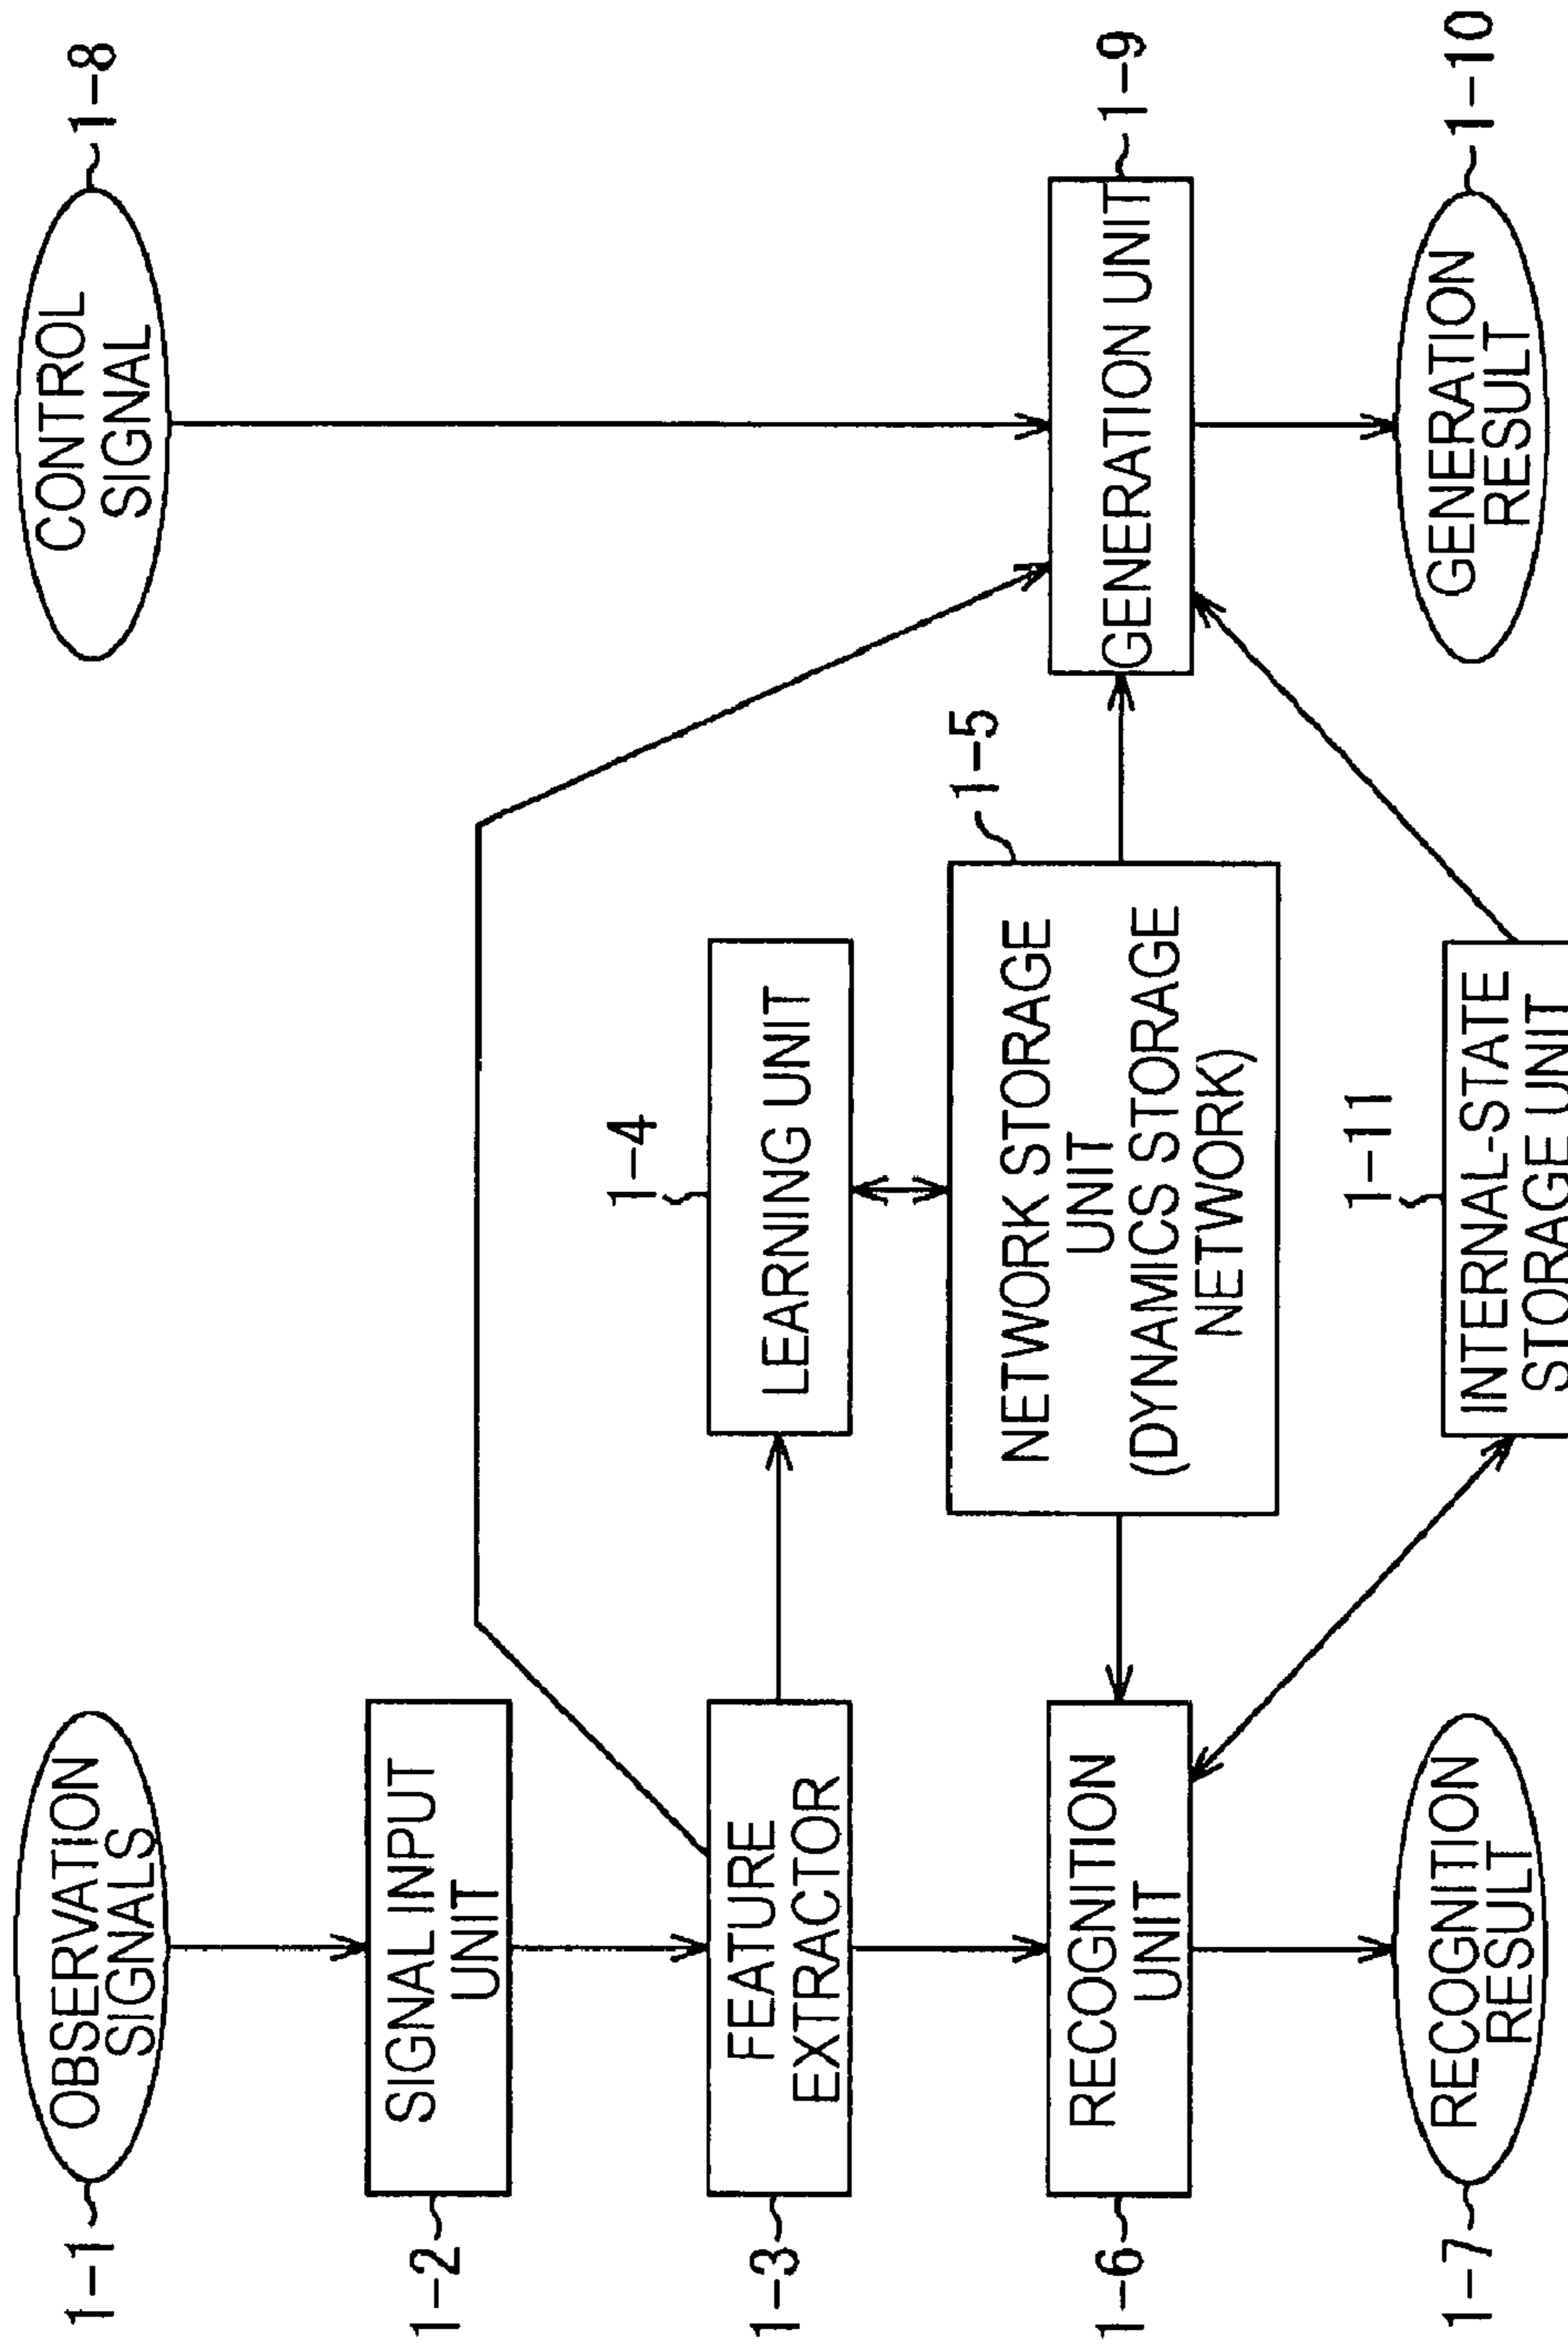 1-1
OBSERVATION
SIGNALS
CONTROL
SIGNAL
1-8
1-2
SIGNAL INPUT
UNIT
1-3
FEATURE
EXTRACTOR
1-4
LEARNING UNIT
1-5
NETWORK STORAGE
UNIT
(DYNAMICS STORAGE
NETWORK)
1-6
RECOGNITION
UNIT
GENERATION UNIT
1-9
1-7
RECOGNITION
RESULT
1-11
INTERNAL-STATE
STORAGE UNIT
GENERATION
RESULT
1-10